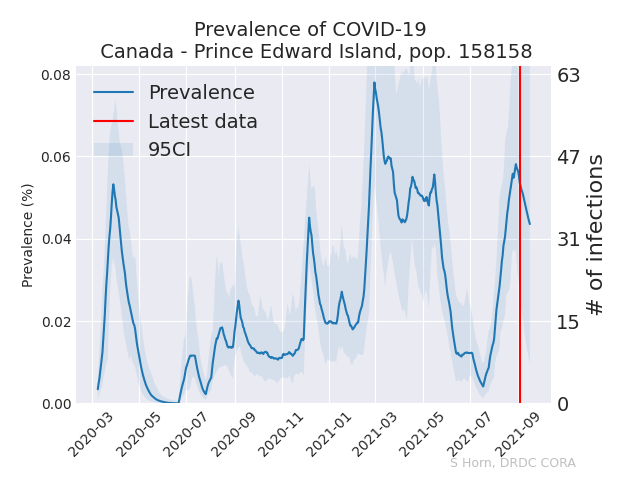 Prevalence of COVID-19
Canada - Prince Edward Island, pop. 158158
Prevalence
Latest data
95CI
Prevalence (%)
0.08
0.06
0.04
0.02
0.00
63
47
31
15
0
# of infections
2020-03
2020-05
2020-07
2020-09
2020-11
2021-01
2021-03
2021-05
2021-07
2021-09
S Horn, DRDC CORA